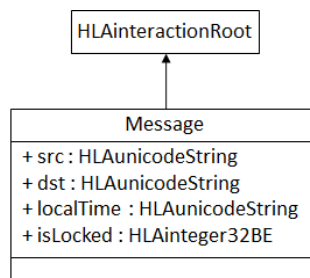 HLAinteractionRoot
Message
+ src : HLAunicodeString
+ dst : HLAunicodeString
+ localTime : HLAunicodeString
+ isLocked : HLAinteger32BE